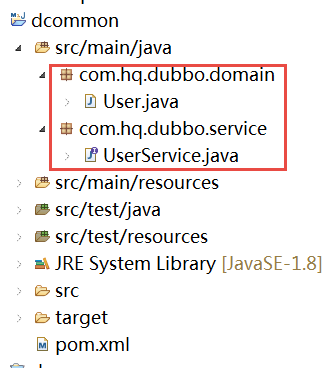 dcommon
src/main/java
com.hq.dubbo.domain
User.java
com.hq.dubbo.service
UserService.java
src/main/resources
src/test/java
src/test/resources
JRE System Library [JavaSE-1.8]
src
target
pom.xml